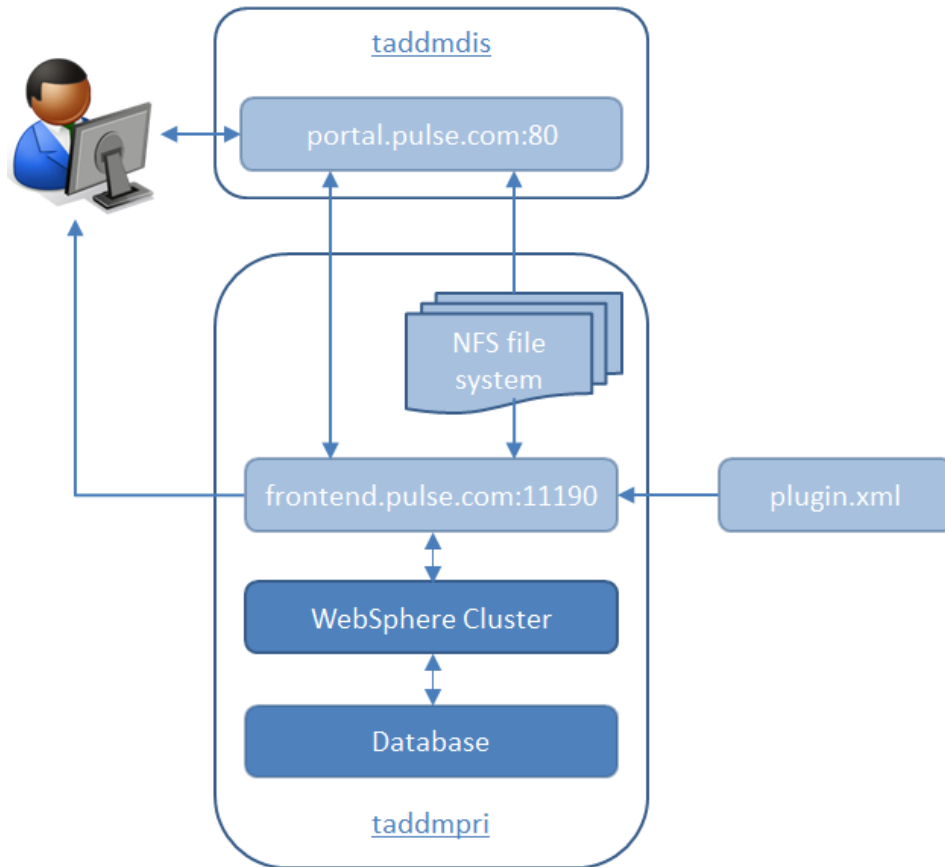 taddmdis
portal.pulse.com:80
NFS file
system
frontend.pulse.com:11190
plugin.xml
WebSphere Cluster
Database
taddmpri